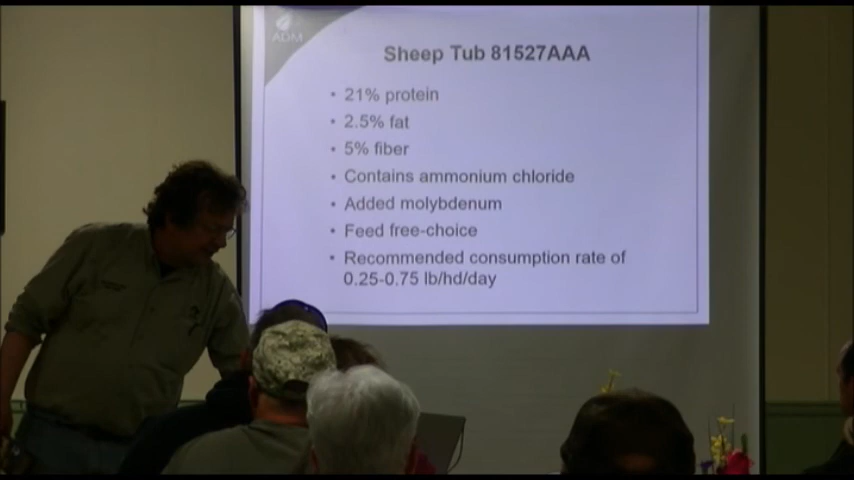 ADM
Sheep Tub 81527AAA
• 21% protein
• 2.5% fat
• 5% fiber
• Contains ammonium chloride
• Added molybdenum
• Feed free-choice
• Recommended consumption rate of
0.25-0.75 lb/hd/day